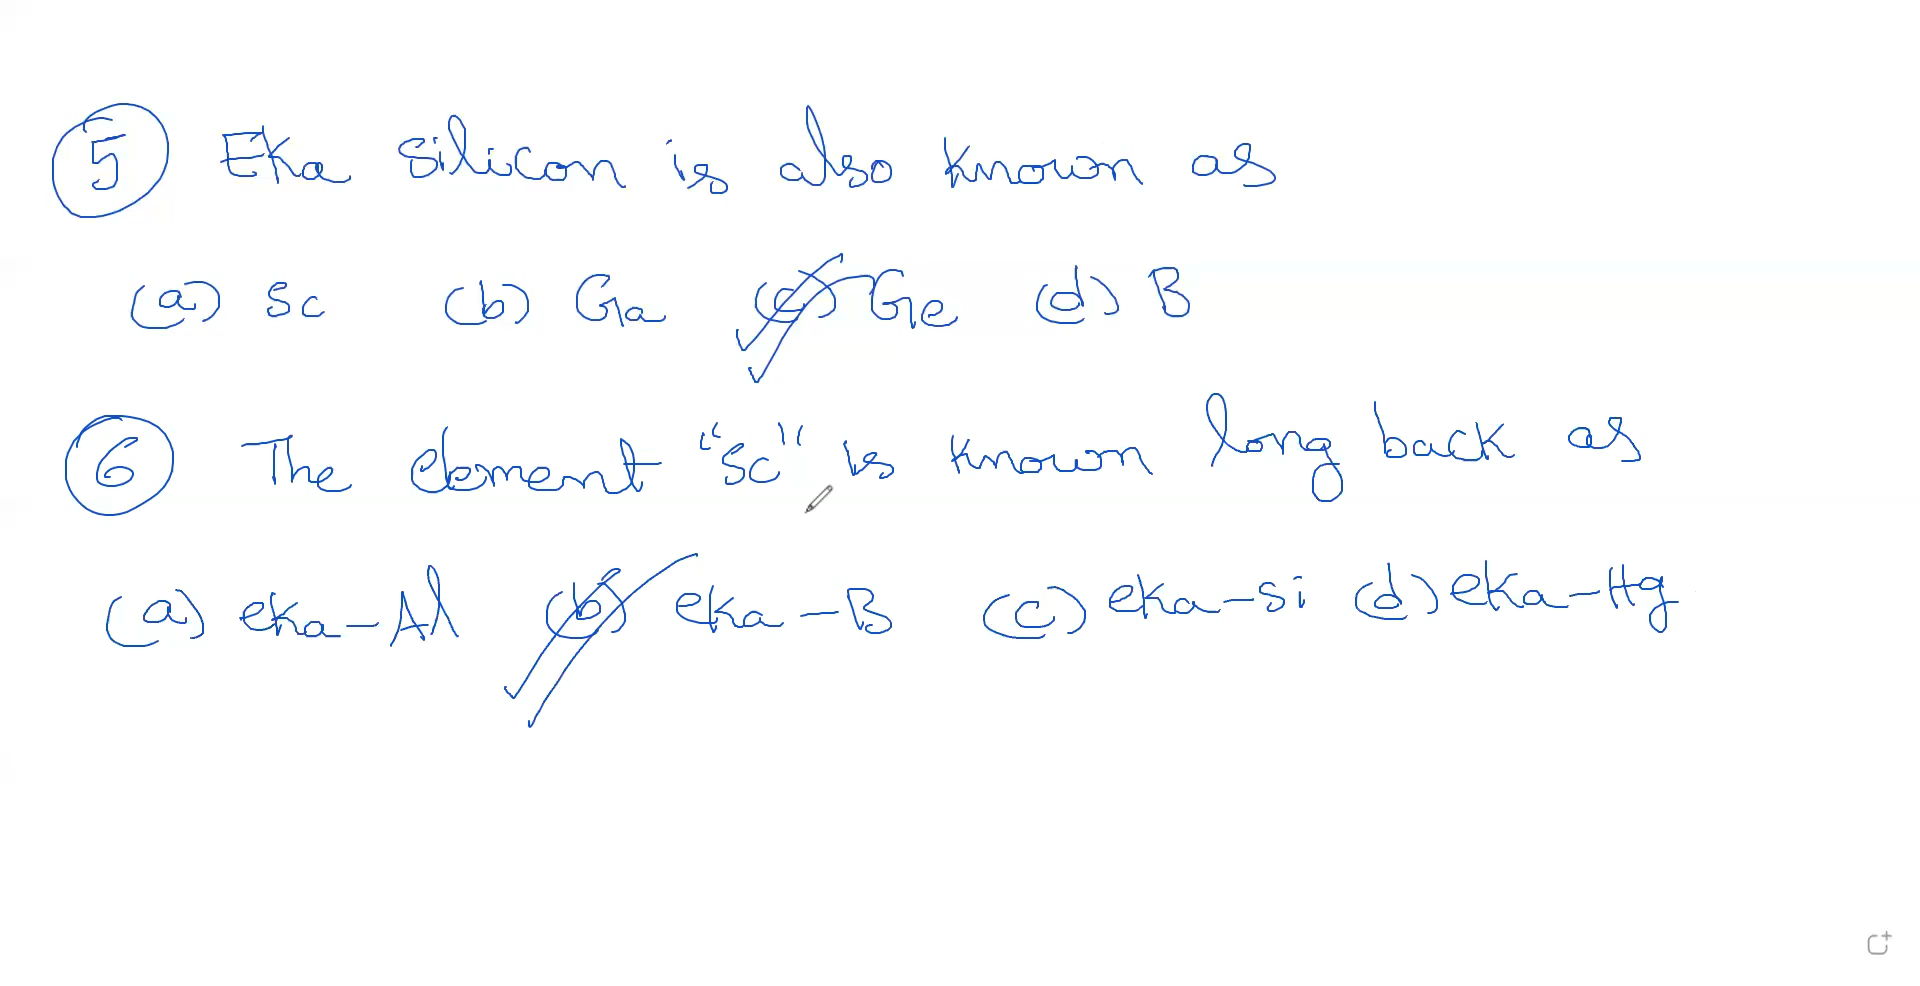 5 Eka silicon is also known as
(a) Sc (b) Ga (c) Ge (d) B
6 The element "Sc" is known long back as
(a) eka-Al (b) eka-B (c) eka-Si (d) eka-Hg